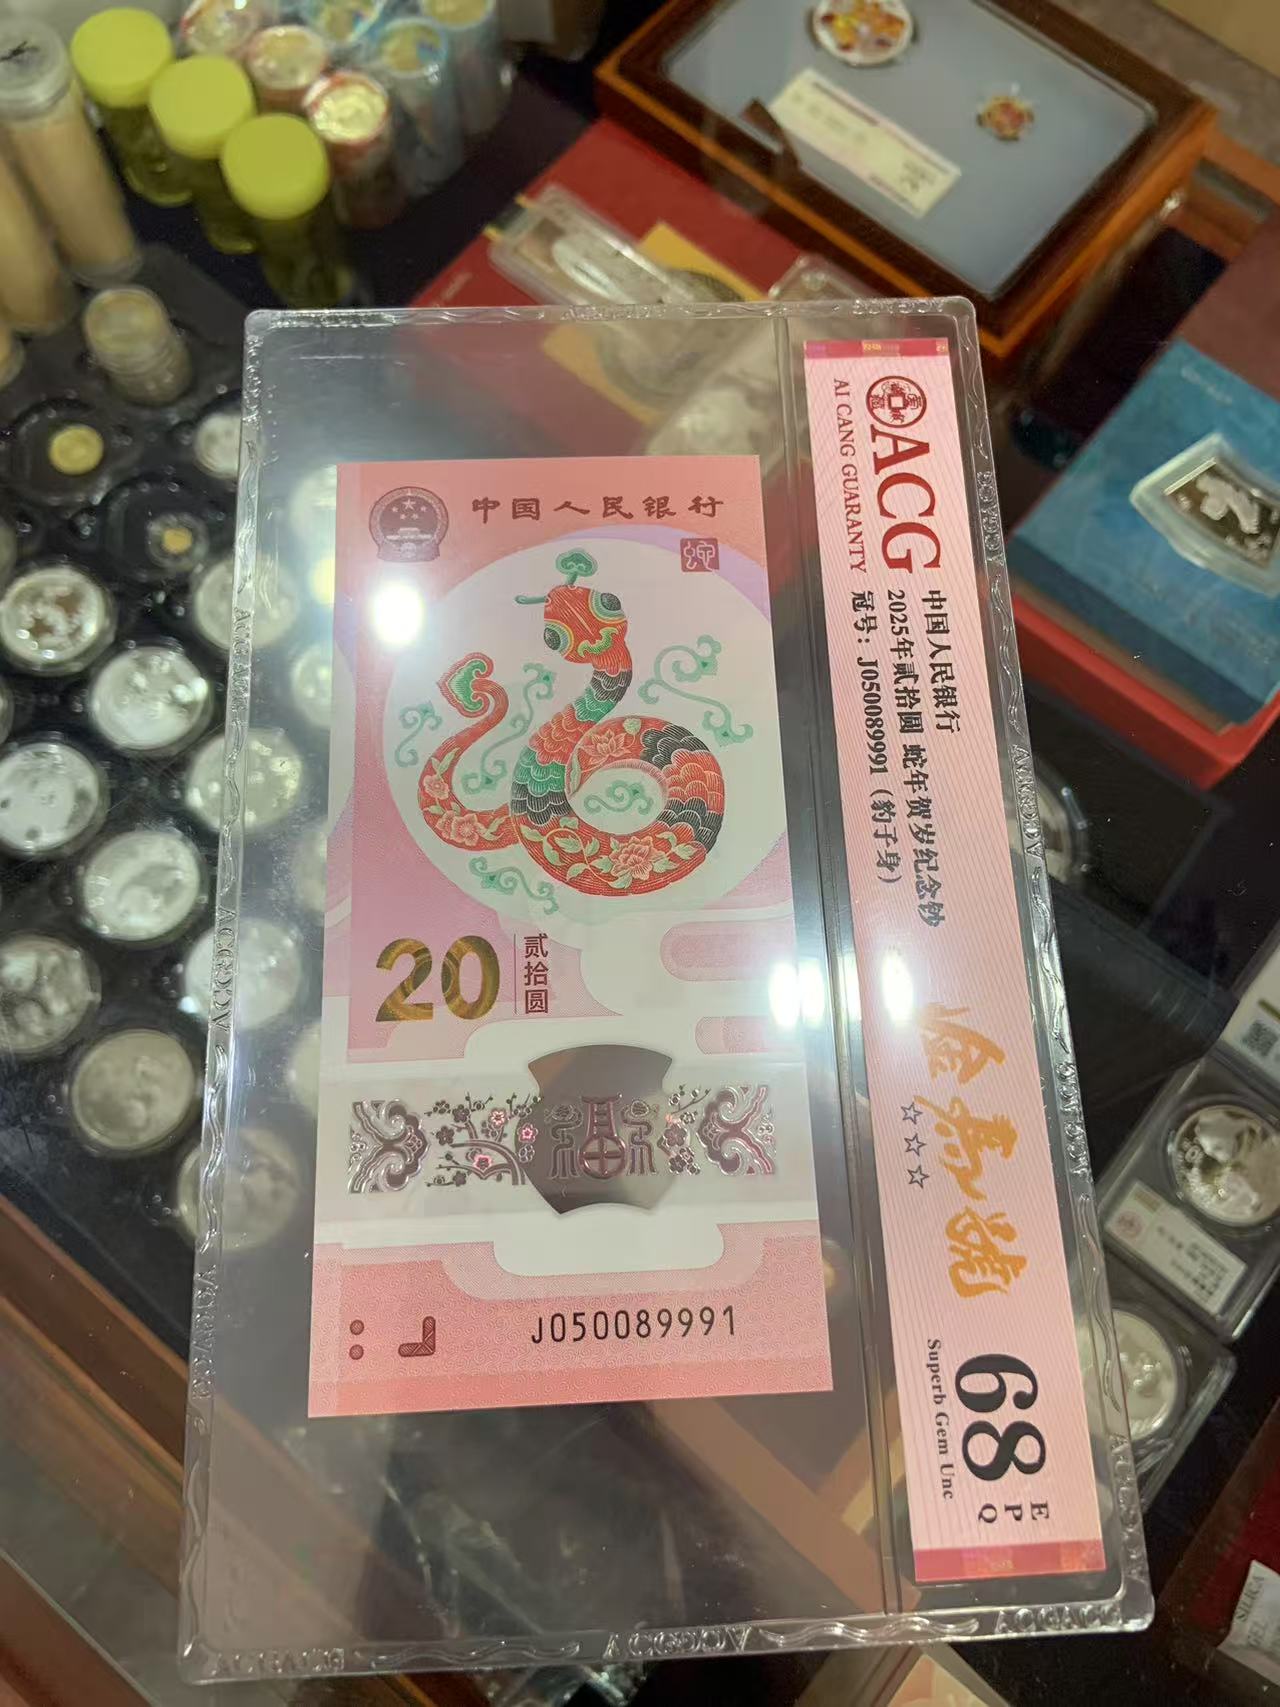 中国人民银行
蛇
20
贰拾圆
J050089991
ACG
AI CANG GUARANTY
中国人民银行
2025年贰拾圆 蛇年贺岁纪念钞
冠号：J050089991（豹子身）
☆☆☆
68
E
P
Q
Superb Gem Unc